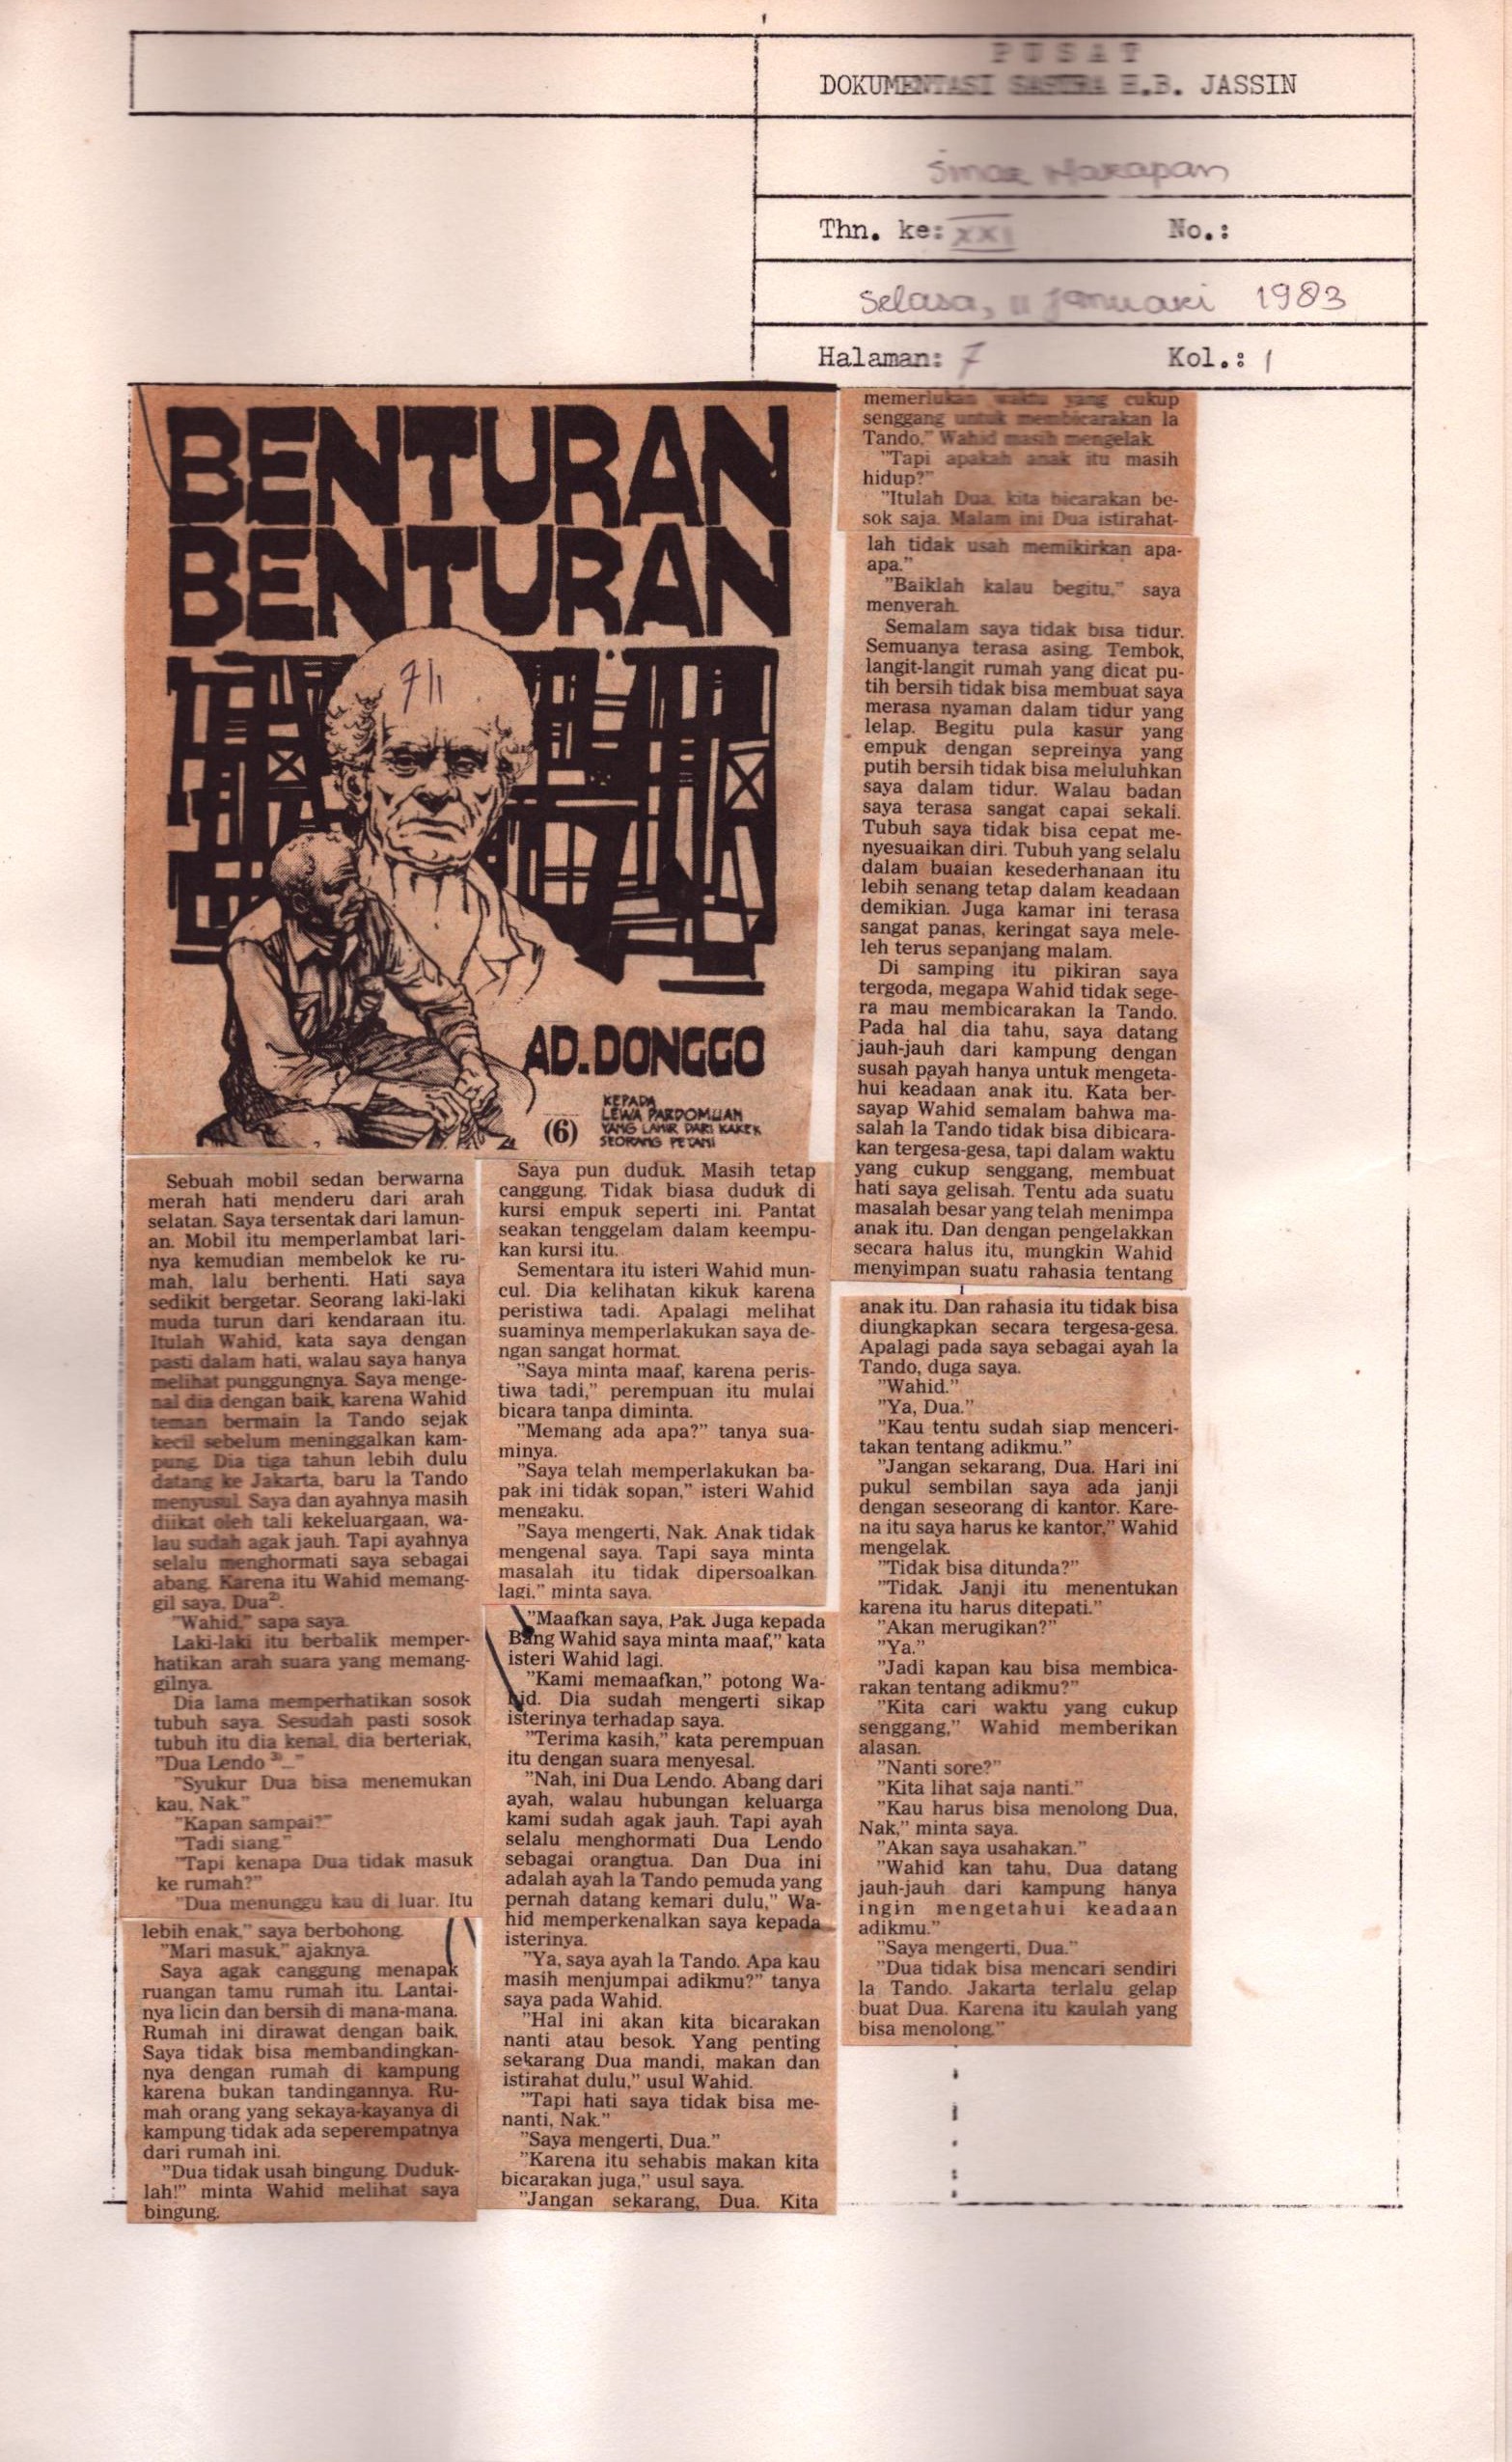 PUSAT
DOKUMENTASI SASTRA H.B. JASSIN
Sinar Harapan
Thn. ke: XXI No.:
Selasa, 11 Januari 1983
Halaman: 7 Kol.: 1
BENTURAN
BENTURAN
7/1
AD. DONGGO
(6)
KEPADA
LEWA PARDOMUAN
YANG LAHIR DARI KAKEK
SEORANG PETANI
Sebuah mobil sedan berwarna
merah hati menderu dari arah
selatan. Saya tersentak dari lamun-
an. Mobil itu memperlambat lari-
nya kemudian membelok ke ru-
mah, lalu berhenti. Hati saya
sedikit bergetar. Seorang laki-laki
muda turun dari kendaraan itu.
Itulah Wahid, kata saya dengan
pasti dalam hati, walau saya hanya
melihat punggungnya. Saya menge-
nal dia dengan baik, karena Wahid
teman bermain la Tando sejak
kecil sebelum meninggalkan kam-
pung. Dia tiga tahun lebih dulu
datang ke Jakarta, baru la Tando
menyusul. Saya dan ayahnya masih
diikat oleh tali kekeluargaan, wa-
lau sudah agak jauh. Tapi ayahnya
selalu menghormati saya sebagai
abang. Karena itu Wahid memang-
gil saya, Dua²⁾.
"Wahid," sapa saya.
Laki-laki itu berbalik memper-
hatikan arah suara yang memang-
gilnya.
Dia lama memperhatikan sosok
tubuh saya. Sesudah pasti sosok
tubuh itu dia kenal, dia berteriak,
"Dua Lendo ³⁾..."
"Syukur Dua bisa menemukan
kau, Nak."
"Kapan sampai?"
"Tadi siang."
"Tapi kenapa Dua tidak masuk
ke rumah?"
"Dua menunggu kau di luar. Itu
lebih enak," saya berbohong.
"Mari masuk," ajaknya.
Saya agak canggung menapak
ruangan tamu rumah itu. Lantai-
nya licin dan bersih di mana-mana.
Rumah ini dirawat dengan baik.
Saya tidak bisa membandingkan-
nya dengan rumah di kampung
karena bukan tandingannya. Ru-
mah orang yang sekaya-kayanya di
kampung tidak ada seperempatnya
dari rumah ini.
"Dua tidak usah bingung. Duduk-
lah!" minta Wahid melihat saya
bingung.
Saya pun duduk. Masih tetap
canggung. Tidak biasa duduk di
kursi empuk seperti ini. Pantat
seakan tenggelam dalam keempu-
kan kursi itu.
Sementara itu isteri Wahid mun-
cul. Dia kelihatan kikuk karena
peristiwa tadi. Apalagi melihat
suaminya memperlakukan saya de-
ngan sangat hormat.
"Saya minta maaf, karena peris-
tiwa tadi," perempuan itu mulai
bicara tanpa diminta.
"Memang ada apa?" tanya sua-
minya.
"Saya telah memperlakukan ba-
pak ini tidak sopan," isteri Wahid
mengaku.
"Saya mengerti, Nak. Anak tidak
mengenal saya. Tapi saya minta
masalah itu tidak dipersoalkan
lagi," minta saya.
"Maafkan saya, Pak. Juga kepada
Bang Wahid saya minta maaf," kata
isteri Wahid lagi.
"Kami memaafkan," potong Wa-
hid. Dia sudah mengerti sikap
isterinya terhadap saya.
"Terima kasih," kata perempuan
itu dengan suara menyesal.
"Nah, ini Dua Lendo. Abang dari
ayah, walau hubungan keluarga
kami sudah agak jauh. Tapi ayah
selalu menghormati Dua Lendo
sebagai orangtua. Dan Dua ini
adalah ayah la Tando pemuda yang
pernah datang kemari dulu," Wa-
hid memperkenalkan saya kepada
isterinya.
"Ya, saya ayah la Tando. Apa kau
masih menjumpai adikmu?" tanya
saya pada Wahid.
"Hal ini akan kita bicarakan
nanti atau besok. Yang penting
sekarang Dua mandi, makan dan
istirahat dulu," usul Wahid.
"Tapi hati saya tidak bisa me-
nanti, Nak."
"Saya mengerti, Dua."
"Karena itu sehabis makan kita
bicarakan juga," usul saya.
"Jangan sekarang, Dua. Kita
memerlukan waktu yang cukup
senggang untuk membicarakan la
Tando," Wahid masih mengelak.
"Tapi apakah anak itu masih
hidup?"
"Itulah Dua, kita bicarakan be-
sok saja. Malam ini Dua istirahat-
lah tidak usah memikirkan apa-
apa."
"Baiklah kalau begitu," saya
menyerah.
Semalam saya tidak bisa tidur.
Semuanya terasa asing. Tembok,
langit-langit rumah yang dicat pu-
tih bersih tidak bisa membuat saya
merasa nyaman dalam tidur yang
lelap. Begitu pula kasur yang
empuk dengan sepreinya yang
putih bersih tidak bisa meluluhkan
saya dalam tidur. Walau badan
saya terasa sangat capai sekali.
Tubuh saya tidak bisa cepat me-
nyesuaikan diri. Tubuh yang selalu
dalam buaian kesederhanaan itu
lebih senang tetap dalam keadaan
demikian. Juga kamar ini terasa
sangat panas, keringat saya mele-
leh terus sepanjang malam.
Di samping itu pikiran saya
tergoda, megapa Wahid tidak sege-
ra mau membicarakan la Tando.
Pada hal dia tahu, saya datang
jauh-jauh dari kampung dengan
susah payah hanya untuk mengeta-
hui keadaan anak itu. Kata ber-
sayap Wahid semalam bahwa ma-
salah la Tando tidak bisa dibicara-
kan tergesa-gesa, tapi dalam waktu
yang cukup senggang, membuat
hati saya gelisah. Tentu ada suatu
masalah besar yang telah menimpa
anak itu. Dan dengan pengelakkan
secara halus itu, mungkin Wahid
menyimpan suatu rahasia tentang
anak itu. Dan rahasia itu tidak bisa
diungkapkan secara tergesa-gesa.
Apalagi pada saya sebagai ayah la
Tando, duga saya.
"Wahid."
"Ya, Dua."
"Kau tentu sudah siap menceri-
takan tentang adikmu."
"Jangan sekarang, Dua. Hari ini
pukul sembilan saya ada janji
dengan seseorang di kantor. Kare-
na itu saya harus ke kantor," Wahid
mengelak.
"Tidak bisa ditunda?"
"Tidak. Janji itu menentukan
karena itu harus ditepati."
"Akan merugikan?"
"Ya."
"Jadi kapan kau bisa membica-
rakan tentang adikmu?"
"Kita cari waktu yang cukup
senggang," Wahid memberikan
alasan.
"Nanti sore?"
"Kita lihat saja nanti."
"Kau harus bisa menolong Dua,
Nak," minta saya.
"Akan saya usahakan."
"Wahid kan tahu, Dua datang
jauh-jauh dari kampung hanya
ingin mengetahui keadaan
adikmu."
"Saya mengerti, Dua."
"Dua tidak bisa mencari sendiri
la Tando. Jakarta terlalu gelap
buat Dua. Karena itu kaulah yang
bisa menolong."